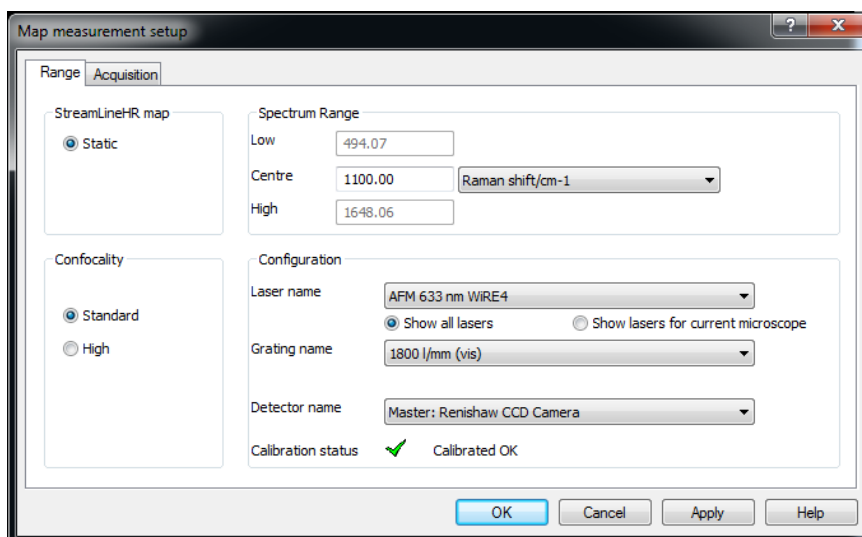 Map measurement setup
?
X
Range
Acquisition
StreamLineHR map
Static
Spectrum Range
Low
494.07
Centre
1100.00
Raman shift/cm-1
High
1648.06
Confocality
Standard
High
Configuration
Laser name
AFM 633 nm WiRE4
Show all lasers
Show lasers for current microscope
Grating name
1800 l/mm (vis)
Detector name
Master: Renishaw CCD Camera
Calibration status
Calibrated OK
OK
Cancel
Apply
Help